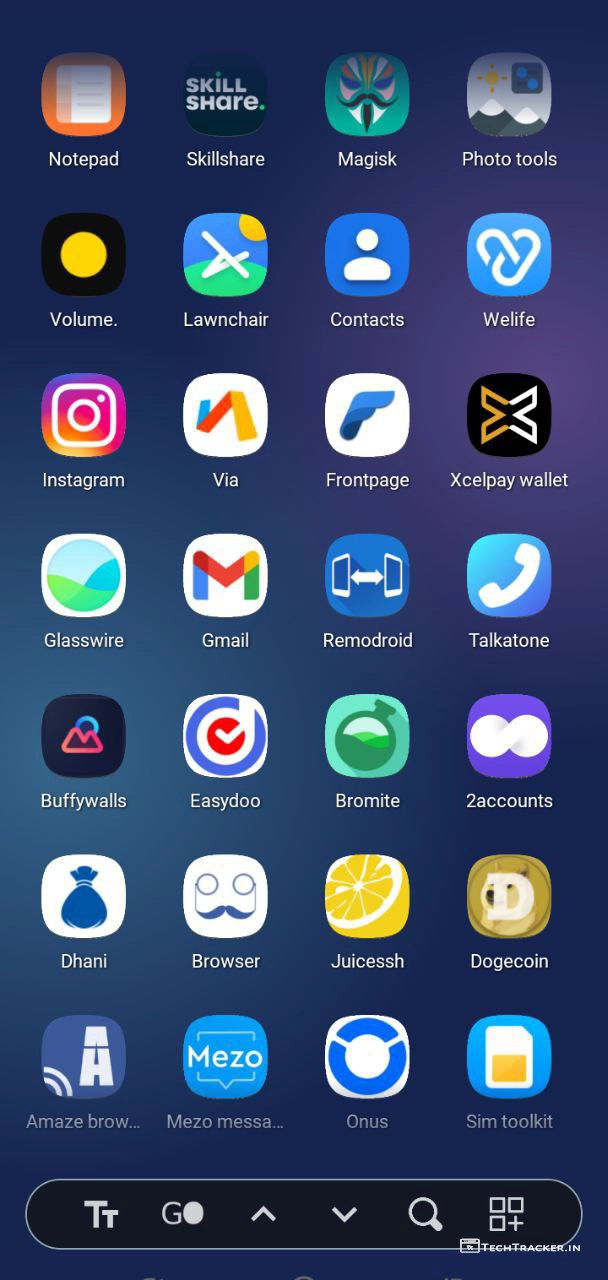 SKILL
SHare.
Notepad
Skillshare
Magisk
Photo tools
Volume.
Lawnchair
Contacts
Welife
Instagram
Via
Frontpage
Xcelpay wallet
Glasswire
Gmail
Remodroid
Talkatone
Buffywalls
Easydoo
Bromite
2accounts
Dhani
Browser
Juicessh
D
Dogecoin
A
Mezo
Amaze brow...
Mezo messa...
Onus
Sim toolkit
TT
GO
TECHTRACKER.IN